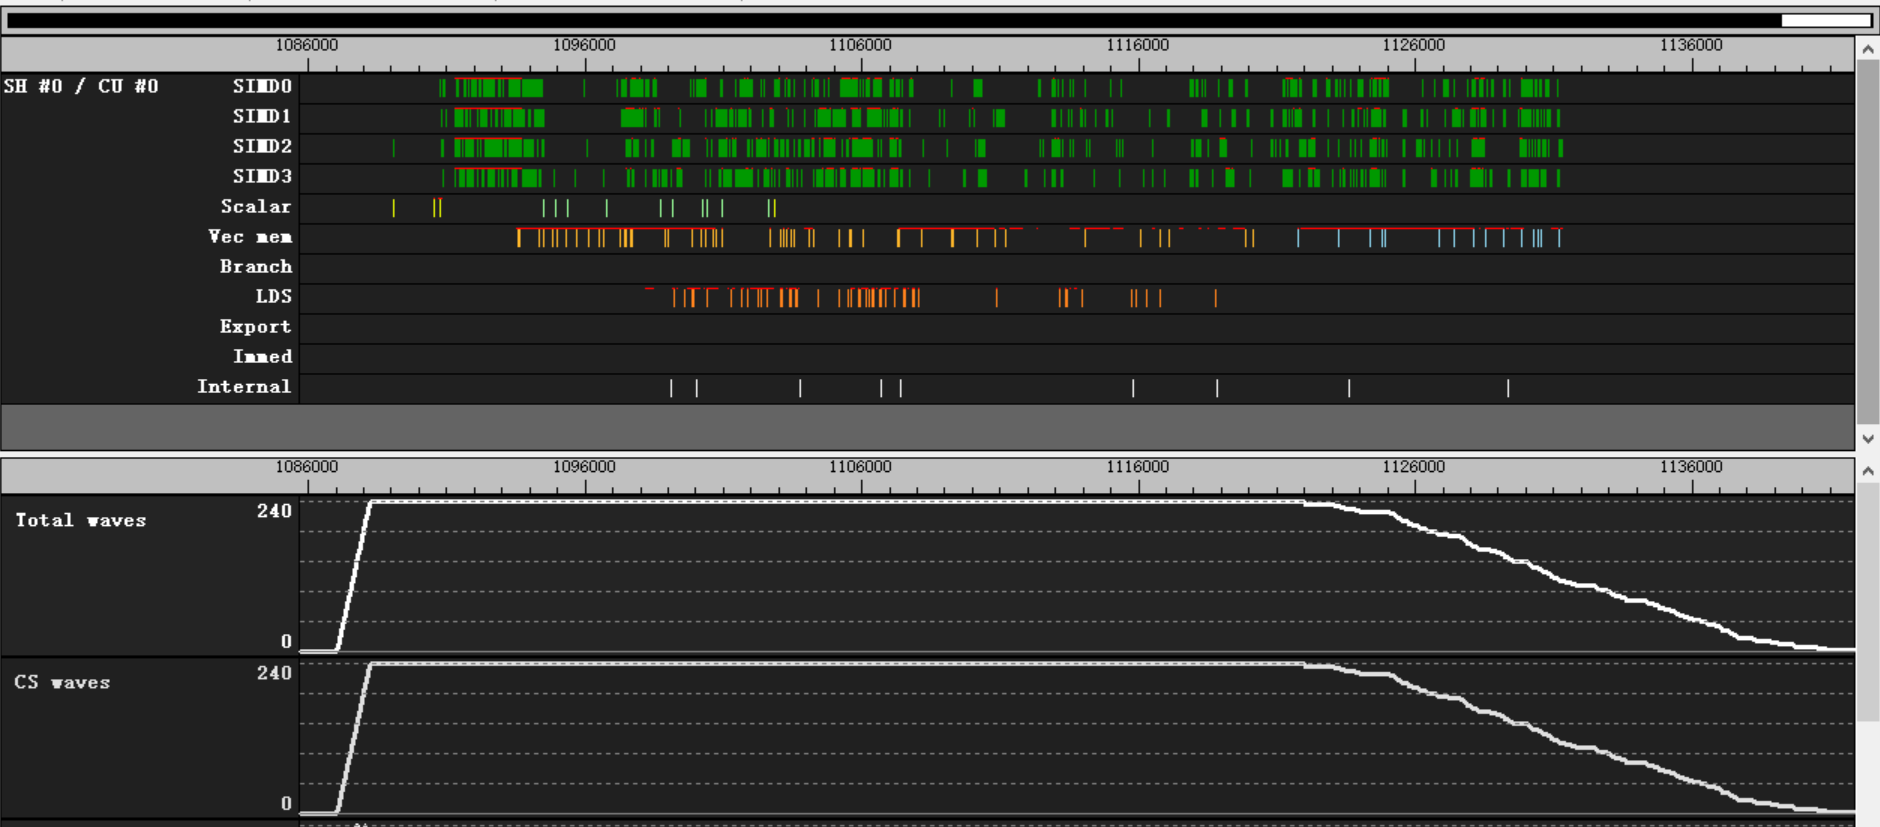 1086000 1096000 1106000 1116000 1126000 1136000
SH #0 / CU #0 SIMD0
SIMD1
SIMD2
SIMD3
Scalar
Vec mem
Branch
LDS
Export
Immed
Internal
1086000 1096000 1106000 1116000 1126000 1136000
Total waves 240
0
CS waves 240
0